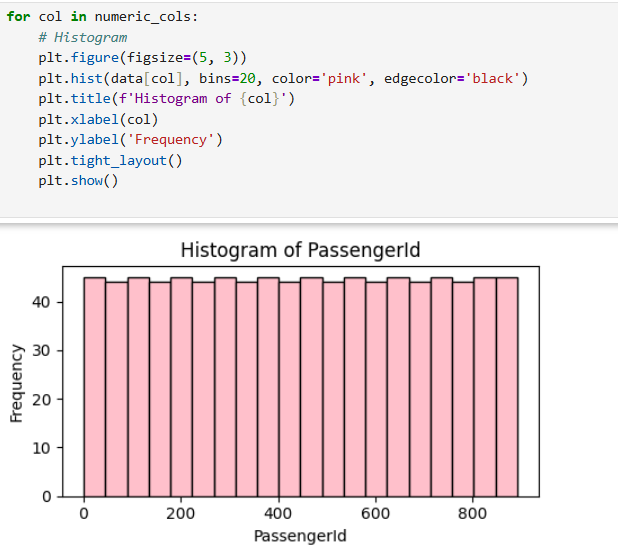 for col in numeric_cols:
    # Histogram
    plt.figure(figsize=(5, 3))
    plt.hist(data[col], bins=20, color='pink', edgecolor='black')
    plt.title(f'Histogram of {col}')
    plt.xlabel(col)
    plt.ylabel('Frequency')
    plt.tight_layout()
    plt.show()
Histogram of PassengerId
40
30
20
10
0
Frequency
0 200 400 600 800
PassengerId